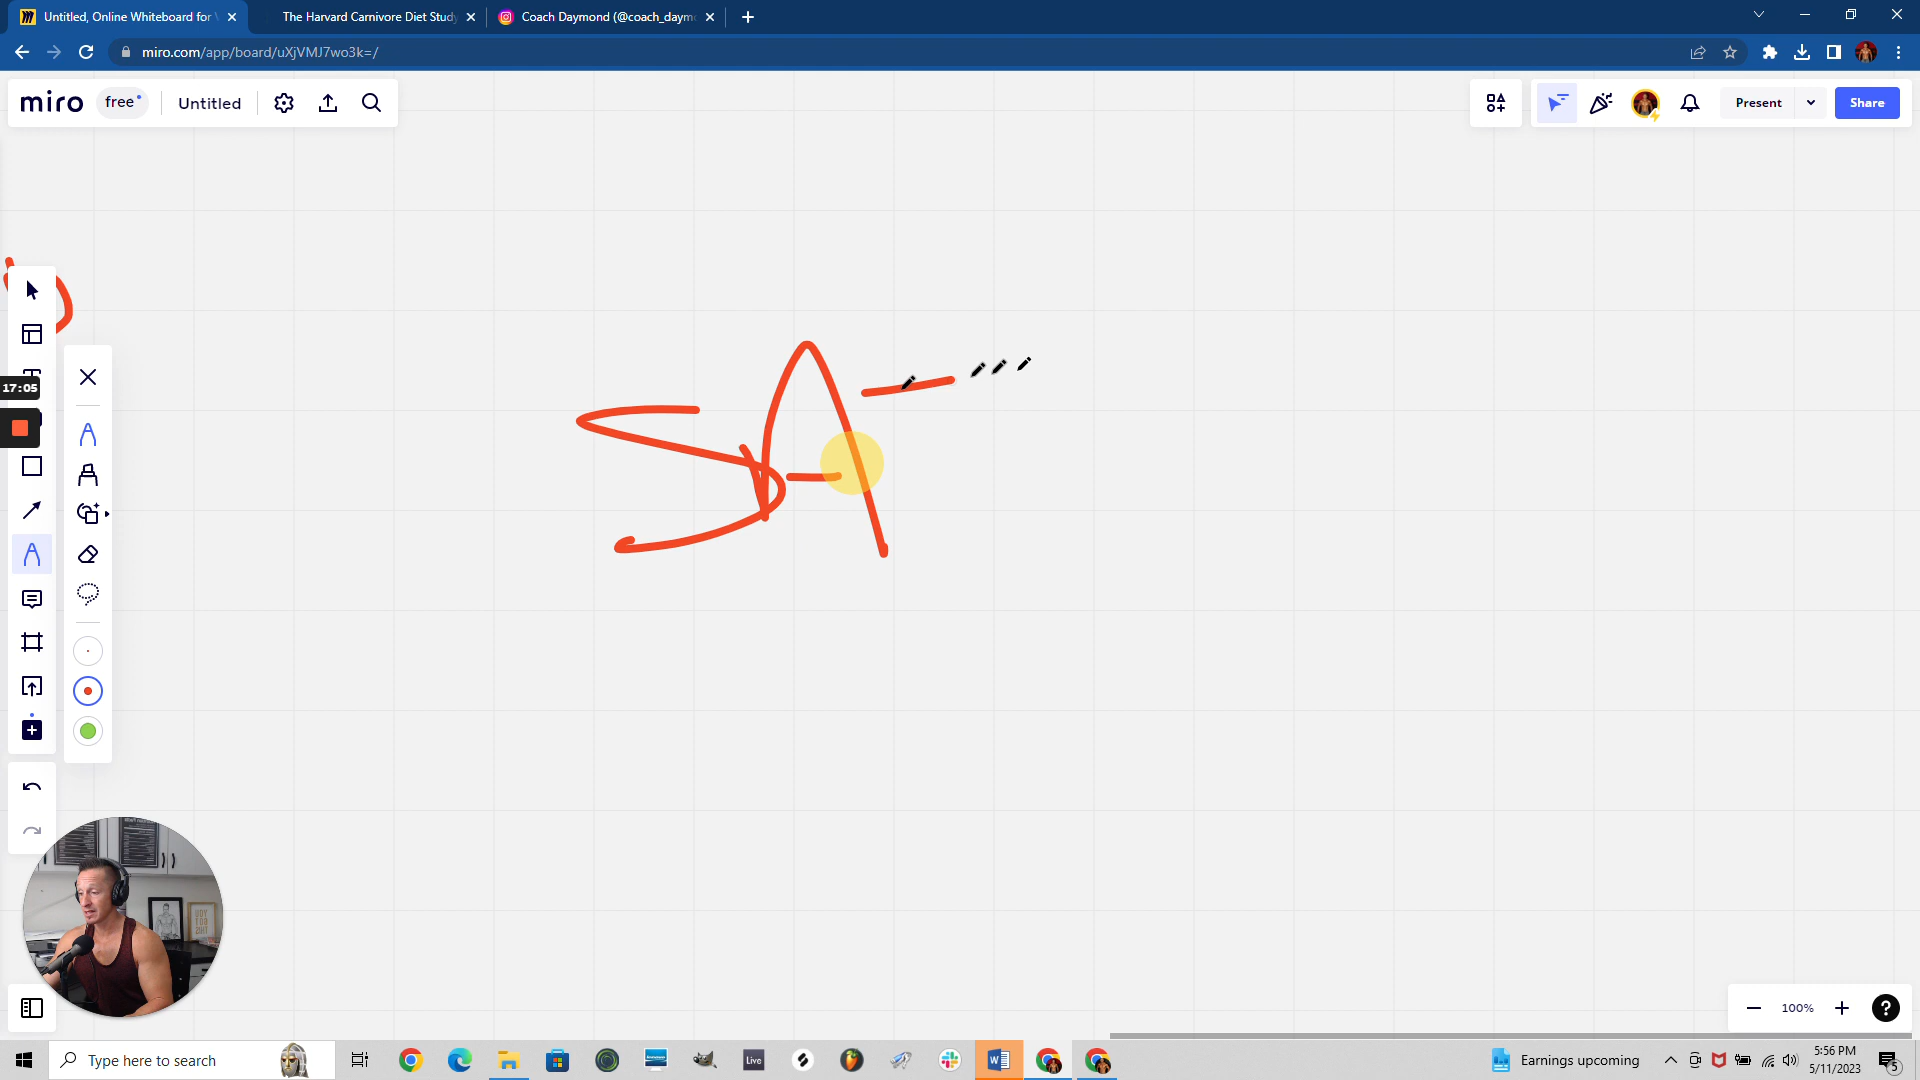 Untitled, Online Whiteboard for V
The Harvard Carnivore Diet Study
Coach Daymond (@coach_daym
miro.com/app/board/uXjVMJ7wo3k=/
miro free Untitled
Present Share
17:05
SA
100%
Type here to search
Live
Earnings upcoming
5:56 PM
5/11/2023
5